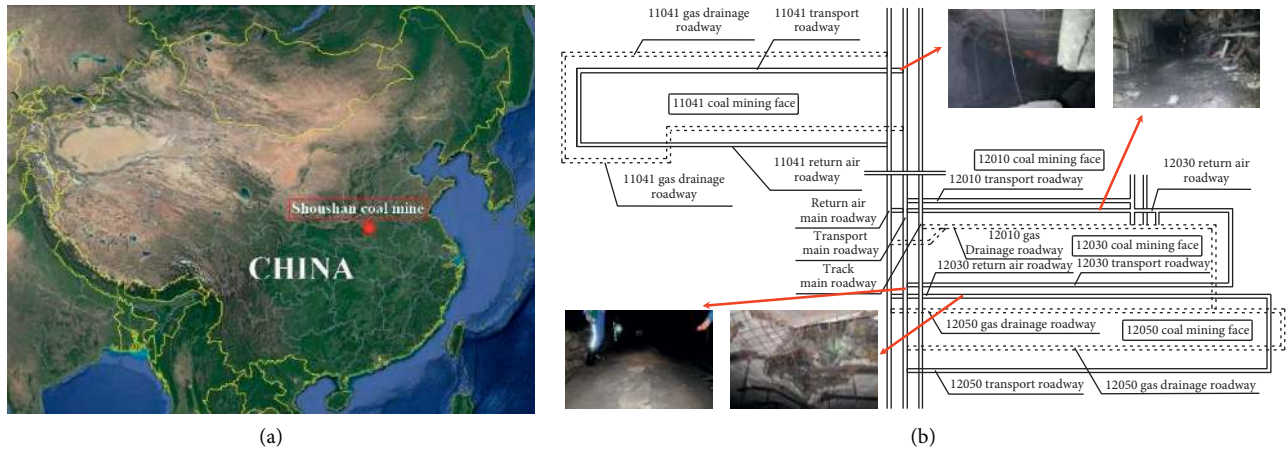 Shoushan coal mine
CHINA
(a)
11041 gas drainage
roadway
11041 transport
roadway
11041 coal mining face
11041 gas drainage
roadway
11041 return air
roadway
12010 coal mining face
12010 transport roadway
12030 return air
roadway
Return air
main roadway
Transport
main roadway
Track
main roadway
12010 gas
Drainage roadway
12030 coal mining face
12030 return air roadway
12030 transport roadway
12050 gas drainage roadway
12050 coal mining face
12050 transport roadway
12050 gas drainage roadway
(b)